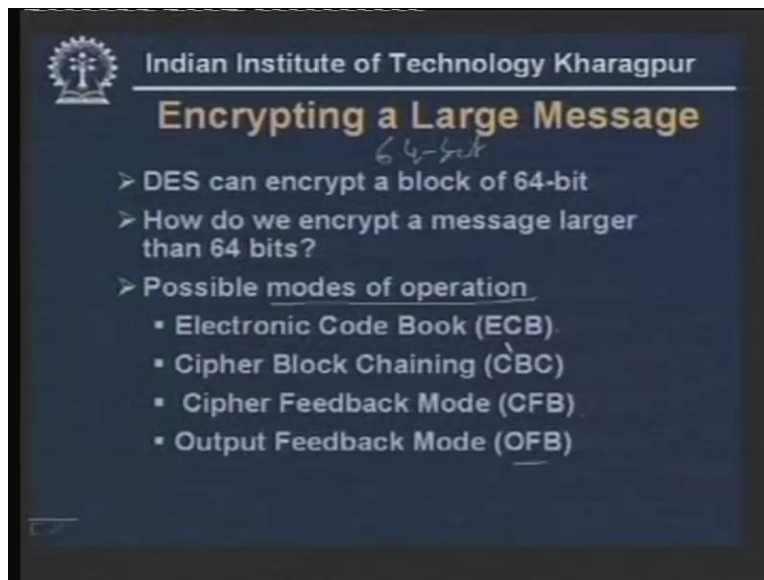 Indian Institute of Technology Kharagpur
Encrypting a Large Message
64-bit
➢ DES can encrypt a block of 64-bit
➢ How do we encrypt a message larger
than 64 bits?
➢ Possible modes of operation
▪ Electronic Code Book (ECB)
▪ Cipher Block Chaining (CBC)
▪ Cipher Feedback Mode (CFB)
▪ Output Feedback Mode (OFB)